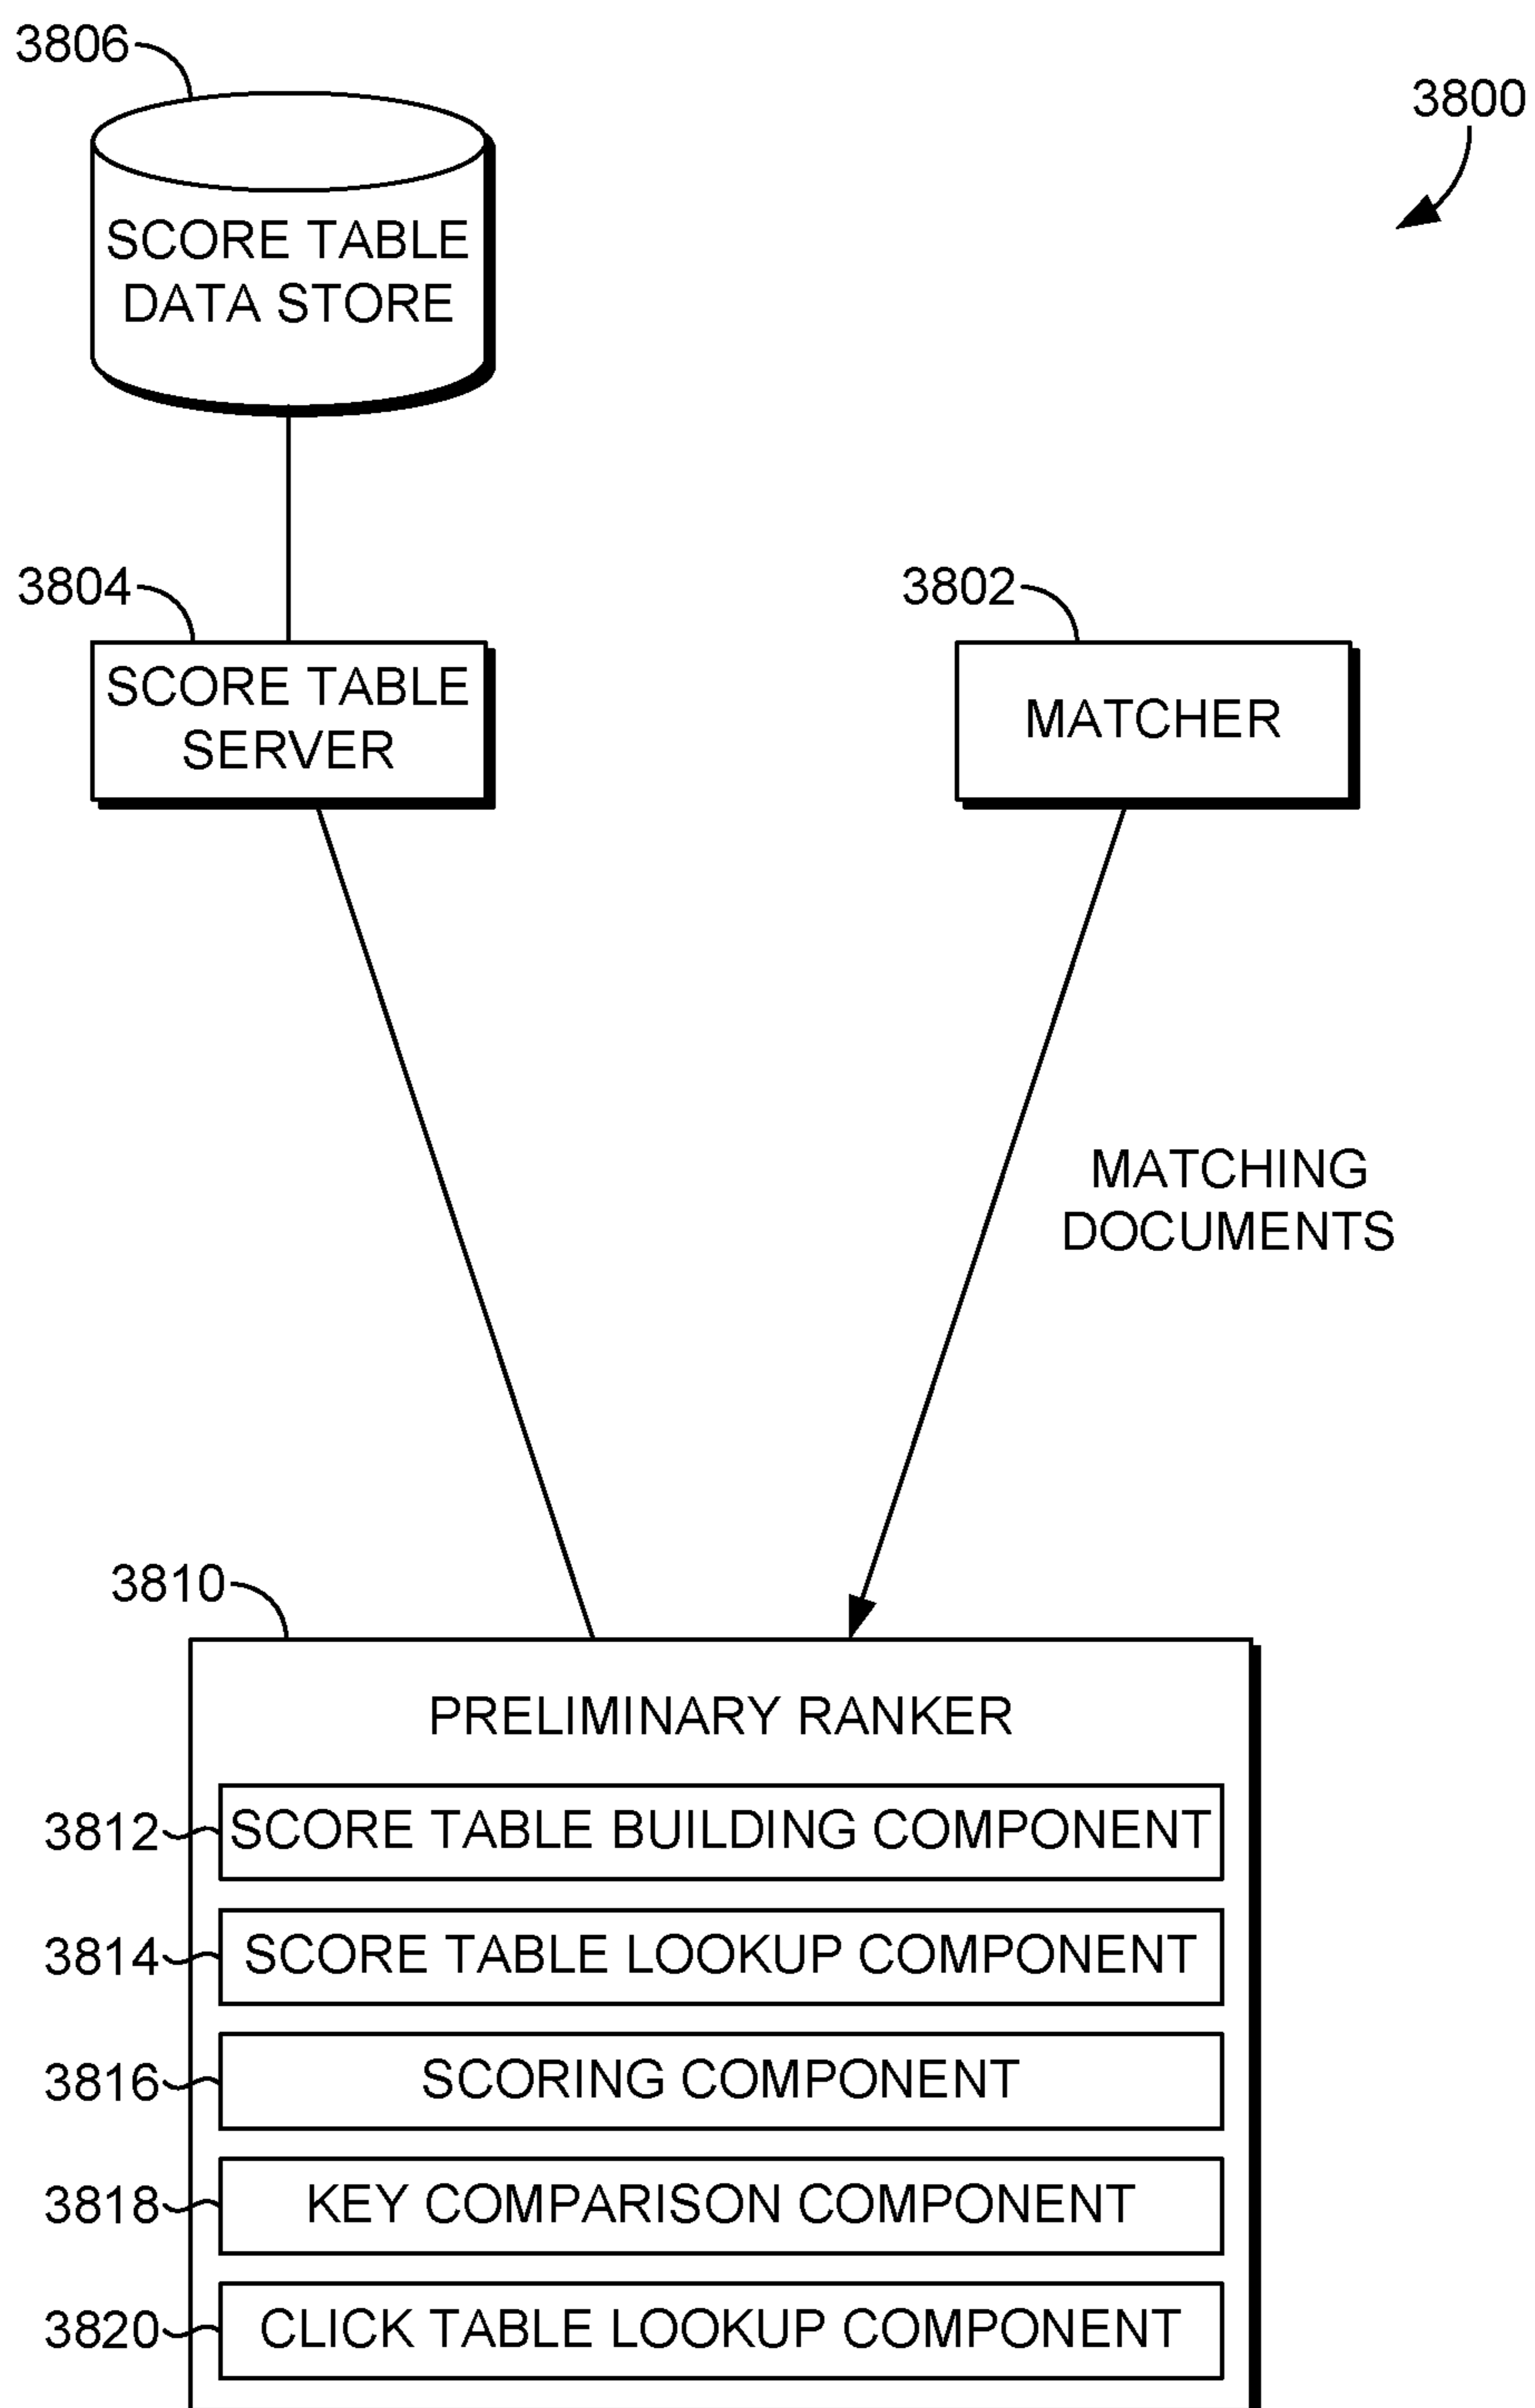 3806
3800
SCORE TABLE
DATA STORE
3804
3802
SCORE TABLE
SERVER
MATCHER
MATCHING
DOCUMENTS
3810
PRELIMINARY RANKER
3812 SCORE TABLE BUILDING COMPONENT
3814 SCORE TABLE LOOKUP COMPONENT
3816 SCORING COMPONENT
3818 KEY COMPARISON COMPONENT
3820 CLICK TABLE LOOKUP COMPONENT